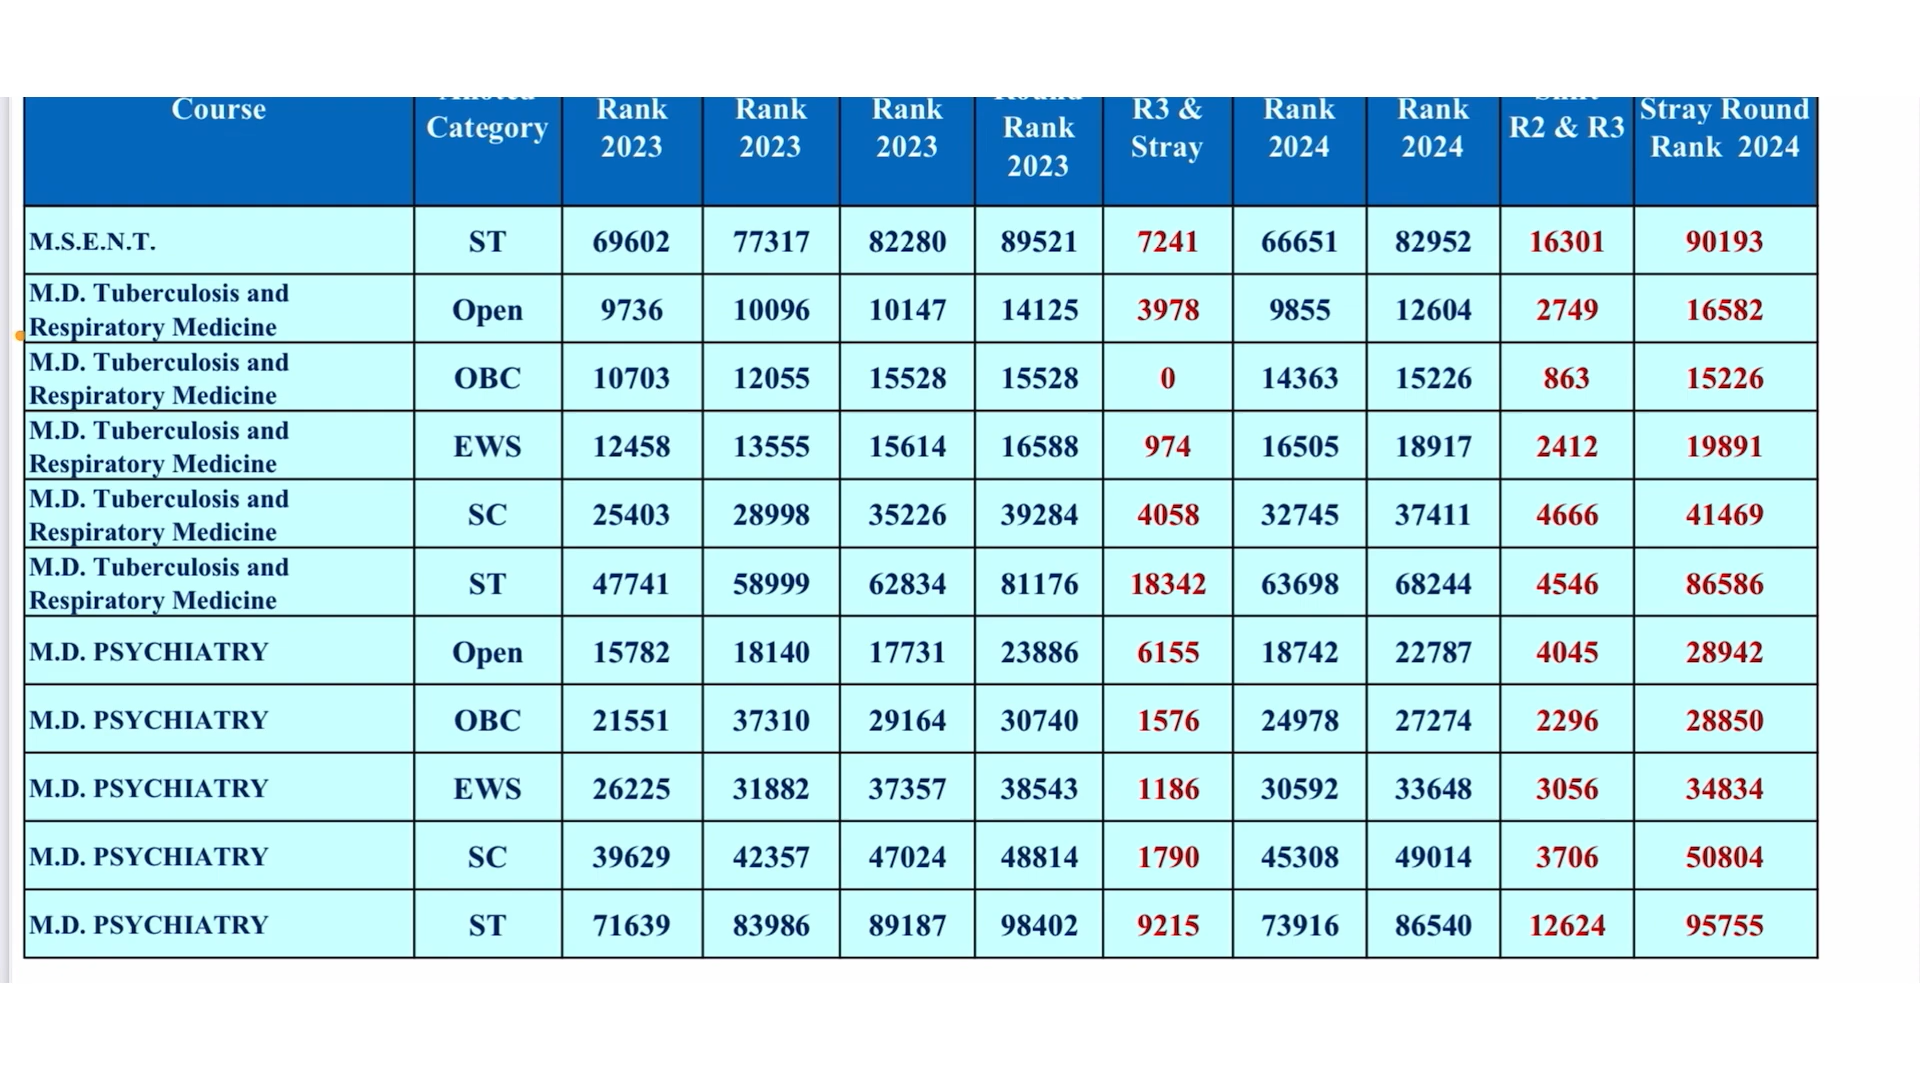 Course Category Rank 2023 Rank 2023 Rank 2023 Rank 2023 R3 & Stray Rank 2024 Rank 2024 R2 & R3 Stray Round Rank 2024
M.S.E.N.T. ST 69602 77317 82280 89521 7241 66651 82952 16301 90193
M.D. Tuberculosis and Respiratory Medicine Open 9736 10096 10147 14125 3978 9855 12604 2749 16582
M.D. Tuberculosis and Respiratory Medicine OBC 10703 12055 15528 15528 0 14363 15226 863 15226
M.D. Tuberculosis and Respiratory Medicine EWS 12458 13555 15614 16588 974 16505 18917 2412 19891
M.D. Tuberculosis and Respiratory Medicine SC 25403 28998 35226 39284 4058 32745 37411 4666 41469
M.D. Tuberculosis and Respiratory Medicine ST 47741 58999 62834 81176 18342 63698 68244 4546 86586
M.D. PSYCHIATRY Open 15782 18140 17731 23886 6155 18742 22787 4045 28942
M.D. PSYCHIATRY OBC 21551 37310 29164 30740 1576 24978 27274 2296 28850
M.D. PSYCHIATRY EWS 26225 31882 37357 38543 1186 30592 33648 3056 34834
M.D. PSYCHIATRY SC 39629 42357 47024 48814 1790 45308 49014 3706 50804
M.D. PSYCHIATRY ST 71639 83986 89187 98402 9215 73916 86540 12624 95755